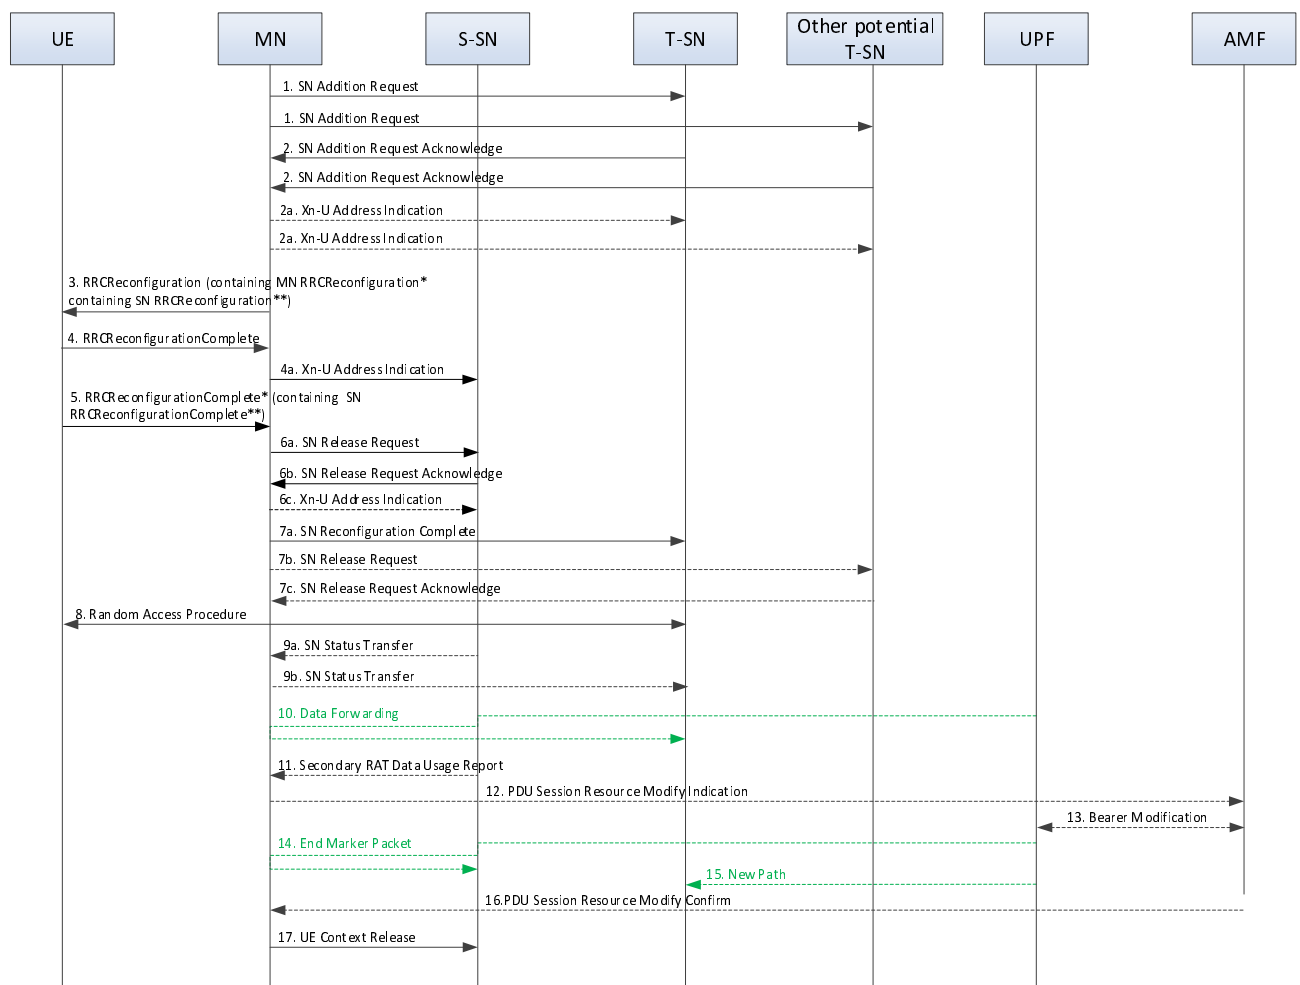 UE
MN
S-SN
T-SN
Other potential
T-SN
UPF
AMF
1. SN Addition Request
1. SN Addition Request
2. SN Addition Request Acknowledge
2. SN Addition Request Acknowledge
2a. Xn-U Address Indication
2a. Xn-U Address Indication
3. RRCReconfiguration (containing MN RRCReconfiguration*
containing SN RRCReconfiguration**)
4. RRCReconfigurationComplete
4a. Xn-U Address Indication
5. RRCReconfigurationComplete* (containing SN
RRCReconfigurationComplete**)
6a. SN Release Request
6b. SN Release Request Acknowledge
6c. Xn-U Address Indication
7a. SN Reconfiguration Complete
7b. SN Release Request
7c. SN Release Request Acknowledge
8. Random Access Procedure
9a. SN Status Transfer
9b. SN Status Transfer
10. Data Forwarding
11. Secondary RAT Data Usage Report
12. PDU Session Resource Modify Indication
13. Bearer Modification
14. End Marker Packet
15. New Path
16.PDU Session Resource Modify Confirm
17. UE Context Release